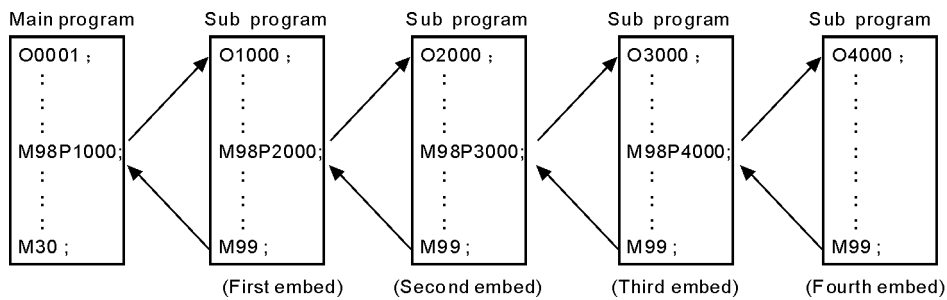 Main program
O0001 ;
:
:
:
M98P1000;
:
:
:
M30 ;
Sub program
O1000 ;
:
:
:
M98P2000;
:
:
:
M99 ;
(First embed)
Sub program
O2000 ;
:
:
:
M98P3000;
:
:
:
M99 ;
(Second embed)
Sub program
O3000 ;
:
:
:
M98P4000;
:
:
:
M99 ;
(Third embed)
Sub program
O4000 ;
:
:
:
:
:
:
:
M99 ;
(Fourth embed)